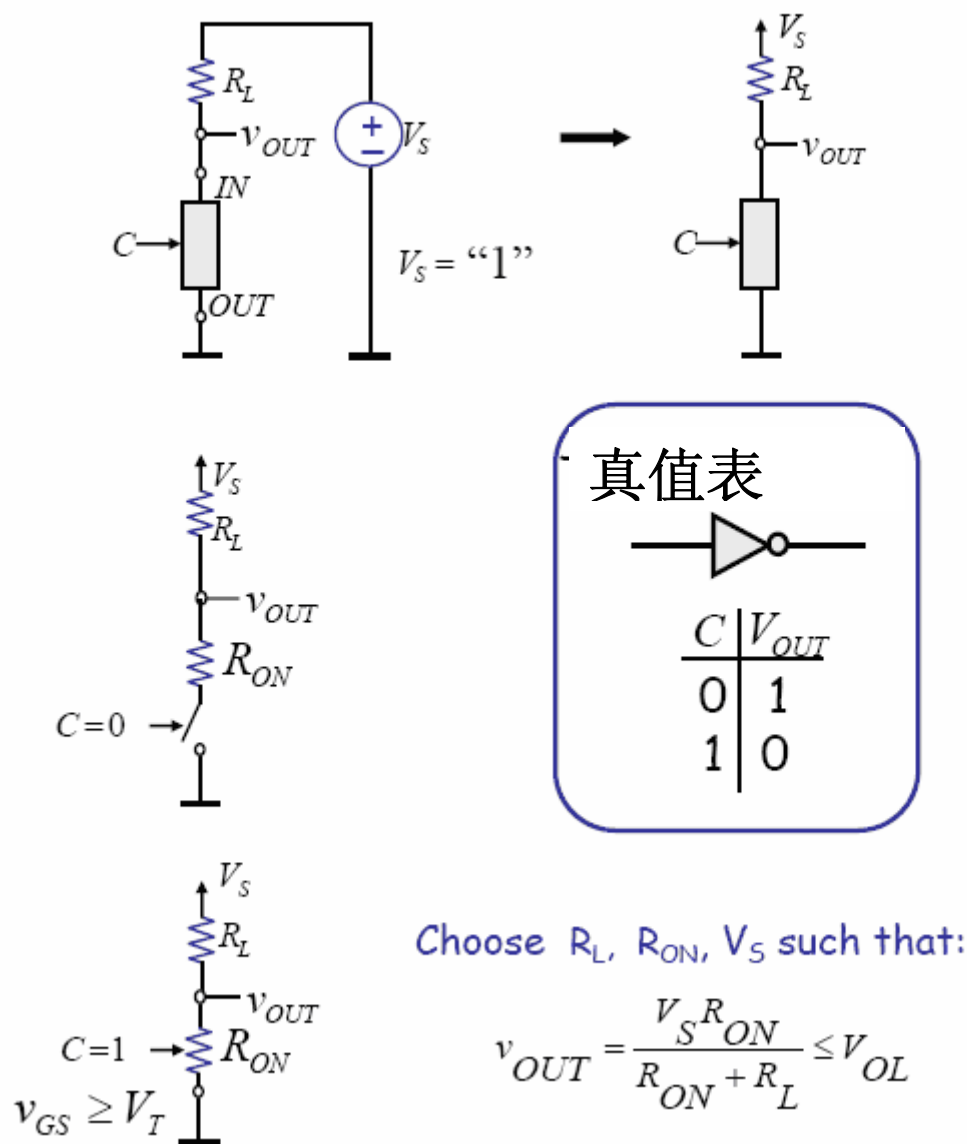 V_S
R_L
v_OUT
IN
C
OUT
+
−
V_S
V_S = “1”
V_S
R_L
v_OUT
C
V_S
R_L
v_OUT
R_ON
C=0
真值表
C V_OUT
0 1
1 0
V_S
R_L
v_OUT
C=1
R_ON
v_GS ≥ V_T
Choose R_L, R_ON, V_S such that:
v_OUT = V_S R_ON / (R_ON + R_L) ≤ V_OL